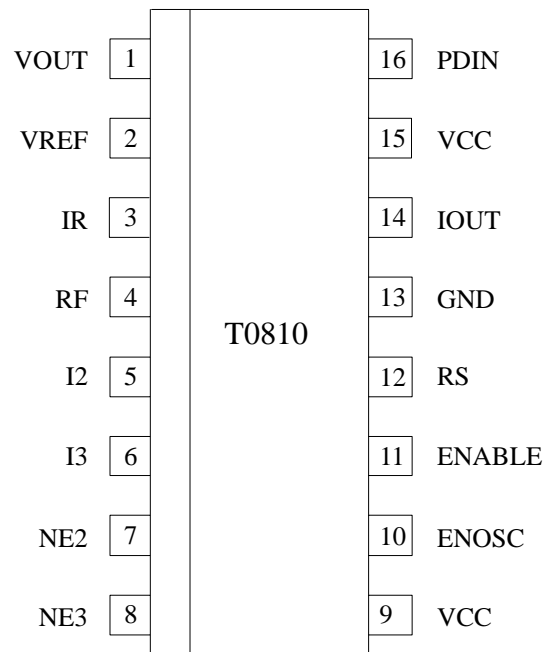 VOUT 1 16 PDIN
VREF 2 15 VCC
IR 3 14 IOUT
RF 4 13 GND
T0810
I2 5 12 RS
I3 6 11 ENABLE
NE2 7 10 ENOSC
NE3 8 9 VCC